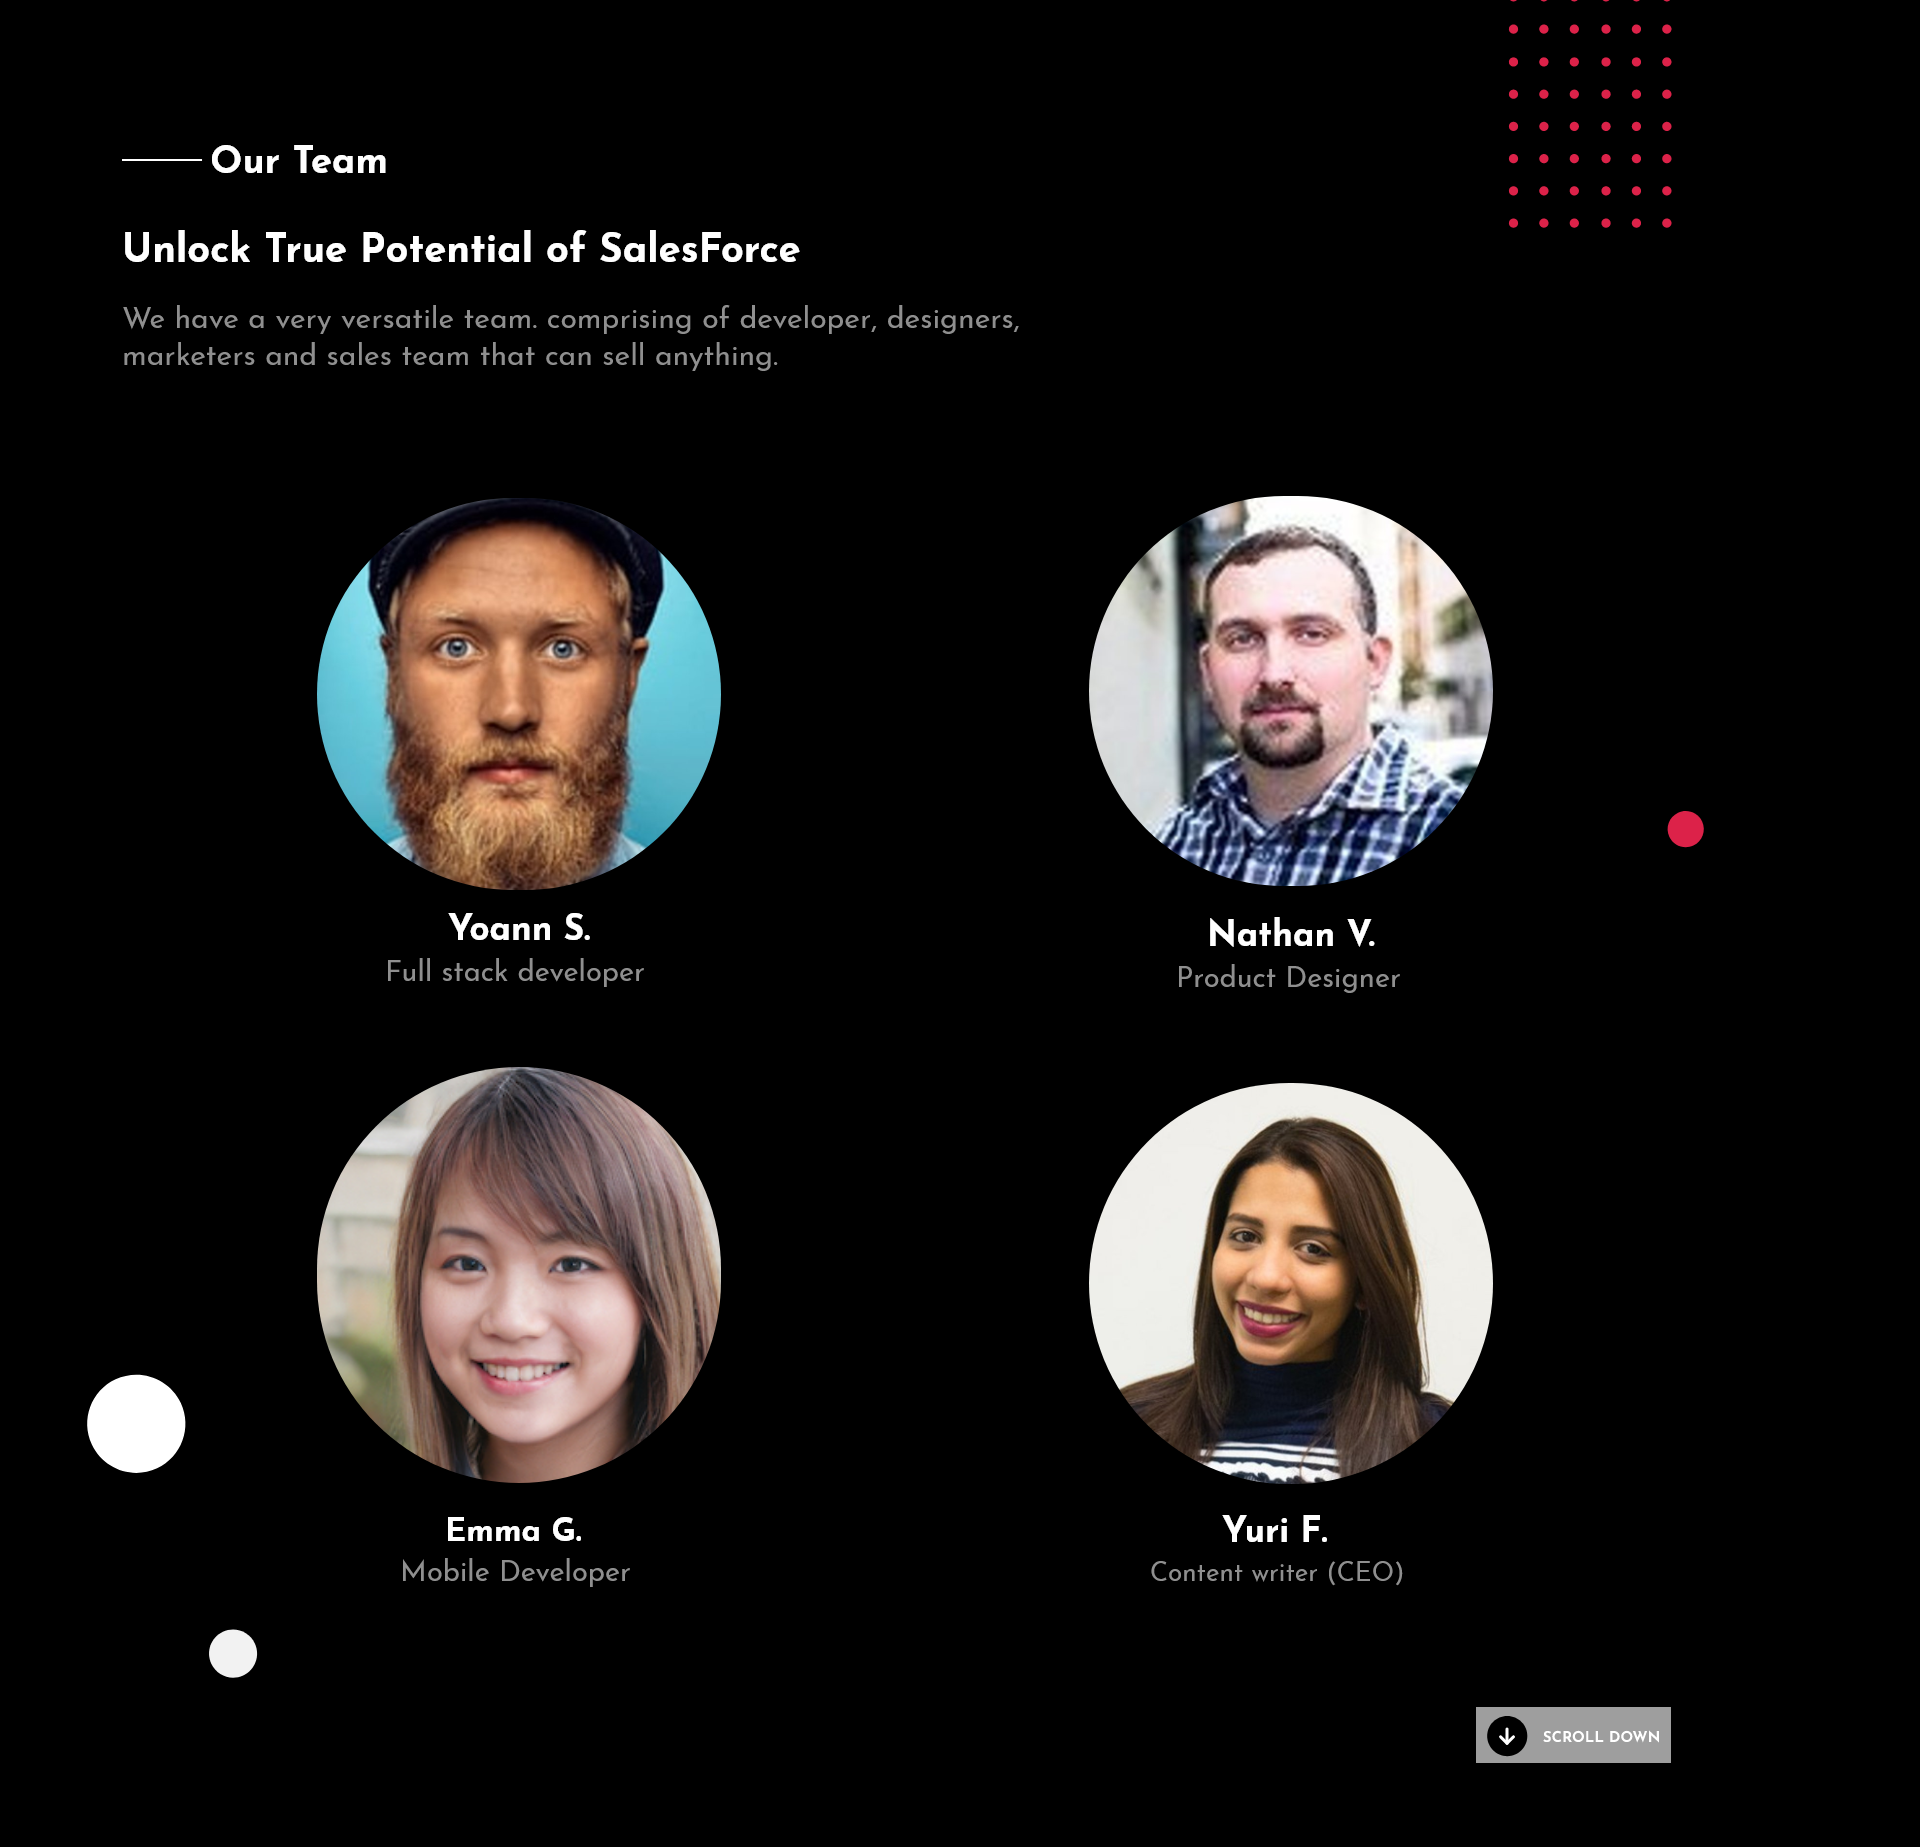 Our Team
Unlock True Potential of SalesForce
We have a very versatile team. comprising of developer, designers,
marketers and sales team that can sell anything.
Yoann S.
Full stack developer
Nathan V.
Product Designer
Emma G.
Mobile Developer
Yuri F.
Content writer (CEO)
SCROLL DOWN